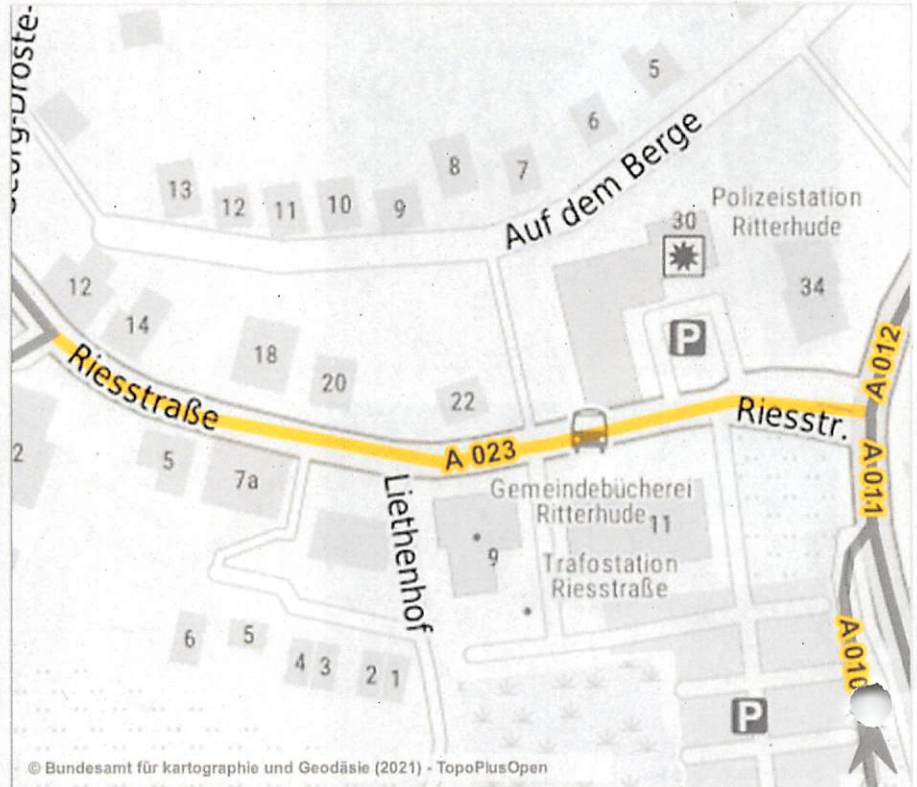 5
6
Auf dem Berge
8
7
13
12
11
10
9
Polizeistation
Ritterhude
30
34
12
14
18
20
22
P
A 012
Riesstraße
A 023
Riesstr.
A 011
2
5
7a
Liethenhof
Gemeindebücherei
Ritterhude
11
9
Trafostation
Riesstraße
A 010
6
5
4
3
2
1
P
© Bundesamt für kartographie und Geodäsie (2021) - TopoPlusOpen